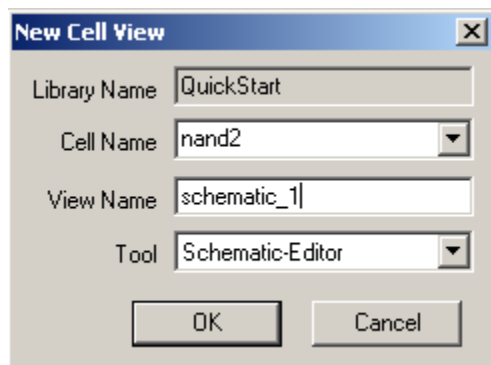 New Cell View
Library Name QuickStart
Cell Name nand2
View Name schematic_1
Tool Schematic-Editor
OK Cancel